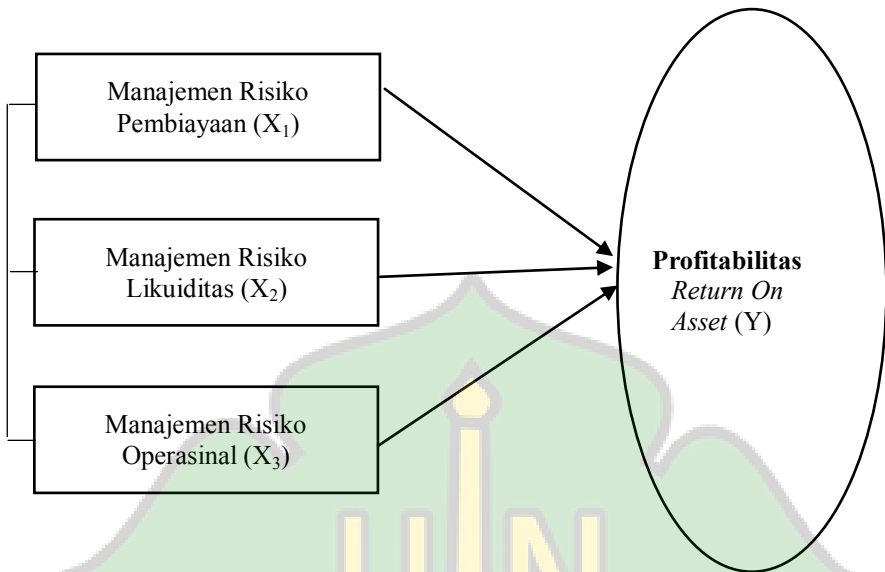 Manajemen Risiko
Pembiayaan (X₁)
Manajemen Risiko
Likuiditas (X₂)
Manajemen Risiko
Operasinal (X₃)
Profitabilitas
Return On
Asset (Y)
UIN